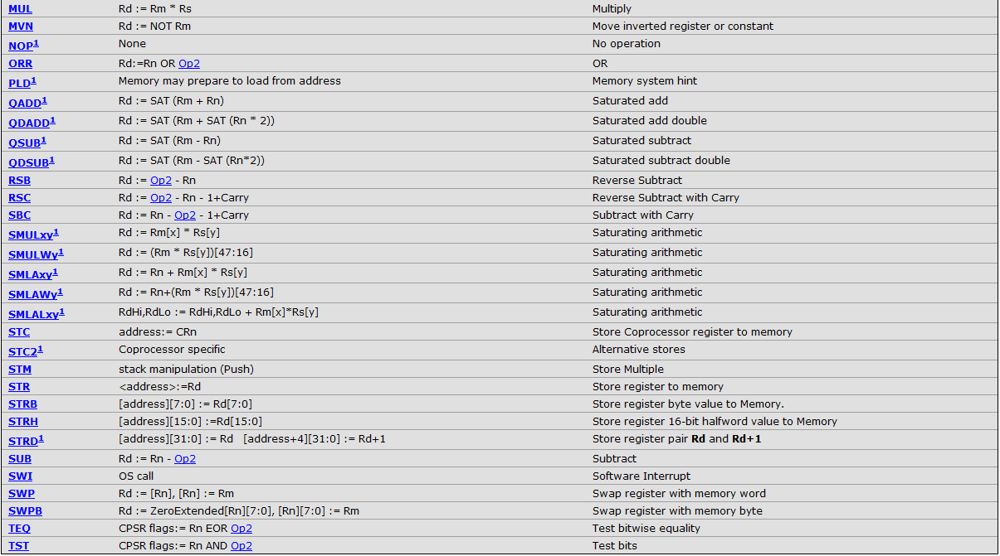 MUL Rd := Rm * Rs Multiply
MVN Rd := NOT Rm Move inverted register or constant
NOP1 None No operation
ORR Rd:=Rn OR Op2 OR
PLD1 Memory may prepare to load from address Memory system hint
QADD1 Rd := SAT (Rm + Rn) Saturated add
QDADD1 Rd := SAT (Rm + SAT (Rn * 2)) Saturated add double
QSUB1 Rd := SAT (Rm - Rn) Saturated subtract
QDSUB1 Rd := SAT (Rm - SAT (Rn*2)) Saturated subtract double
RSB Rd := Op2 - Rn Reverse Subtract
RSC Rd := Op2 - Rn - 1+Carry Reverse Subtract with Carry
SBC Rd := Rn - Op2 - 1+Carry Subtract with Carry
SMULxy1 Rd := Rm[x] * Rs[y] Saturating arithmetic
SMULWy1 Rd := (Rm * Rs[y])[47:16] Saturating arithmetic
SMLAxy1 Rd := Rn + Rm[x] * Rs[y] Saturating arithmetic
SMLAWy1 Rd := Rn+(Rm * Rs[y])[47:16] Saturating arithmetic
SMLALxy1 RdHi,RdLo := RdHi,RdLo + Rm[x]*Rs[y] Saturating arithmetic
STC address:= CRn Store Coprocessor register to memory
STC21 Coprocessor specific Alternative stores
STM stack manipulation (Push) Store Multiple
STR <address>:=Rd Store register to memory
STRB [address][7:0] := Rd[7:0] Store register byte value to Memory.
STRH [address][15:0] :=Rd[15:0] Store register 16-bit halfword value to Memory
STRD1 [address][31:0] := Rd [address+4][31:0] := Rd+1 Store register pair Rd and Rd+1
SUB Rd := Rn - Op2 Subtract
SWI OS call Software Interrupt
SWP Rd := [Rn], [Rn] := Rm Swap register with memory word
SWPB Rd := ZeroExtended[Rn][7:0], [Rn][7:0] := Rm Swap register with memory byte
TEQ CPSR flags:= Rn EOR Op2 Test bitwise equality
TST CPSR flags:= Rn AND Op2 Test bits